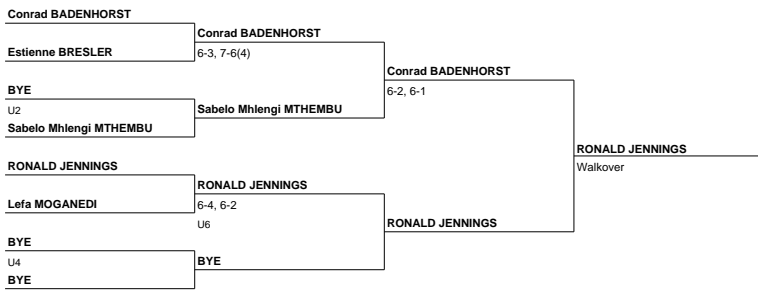 Conrad BADENHORST
Conrad BADENHORST
Estienne BRESLER
6-3, 7-6(4)
Conrad BADENHORST
BYE
6-2, 6-1
U2
Sabelo Mhlengi MTHEMBU
Sabelo Mhlengi MTHEMBU
RONALD JENNINGS
RONALD JENNINGS
Walkover
RONALD JENNINGS
Lefa MOGANEDI
6-4, 6-2
U6
RONALD JENNINGS
BYE
U4
BYE
BYE